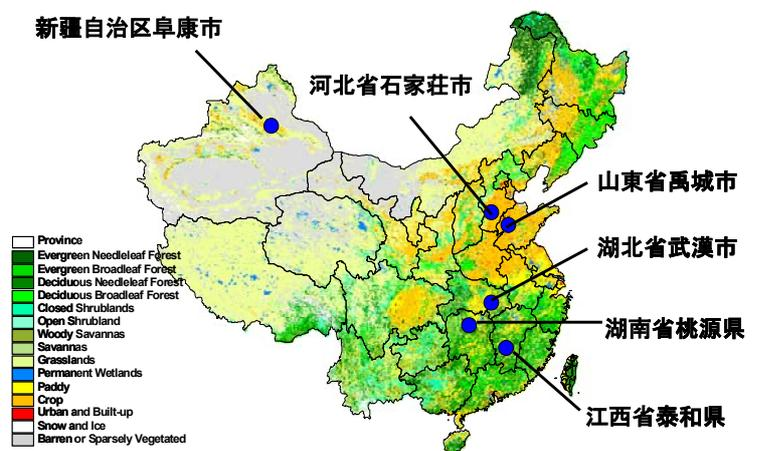 新疆自治区阜康市
河北省石家荘市
山東省禹城市
湖北省武漢市
湖南省桃源県
江西省泰和県
Province
Evergreen Needleleaf Forest
Evergreen Broadleaf Forest
Deciduous Needleleaf Forest
Deciduous Broadleaf Forest
Closed Shrublands
Open Shrubland
Woody Savannas
Savannas
Grasslands
Permanent Wetlands
Paddy
Crop
Urban and Built-up
Snow and Ice
Barren or Sparsely Vegetated